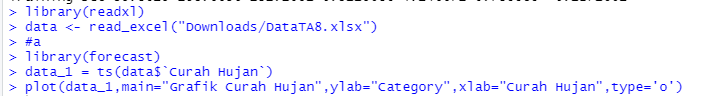 > library(readxl)
> data <- read_excel("Downloads/DataTA8.xlsx")
> #a
> library(forecast)
> data_1 = ts(data$`Curah Hujan`)
> plot(data_1,main="Grafik Curah Hujan",ylab="Category",xlab="Curah Hujan",type='o')